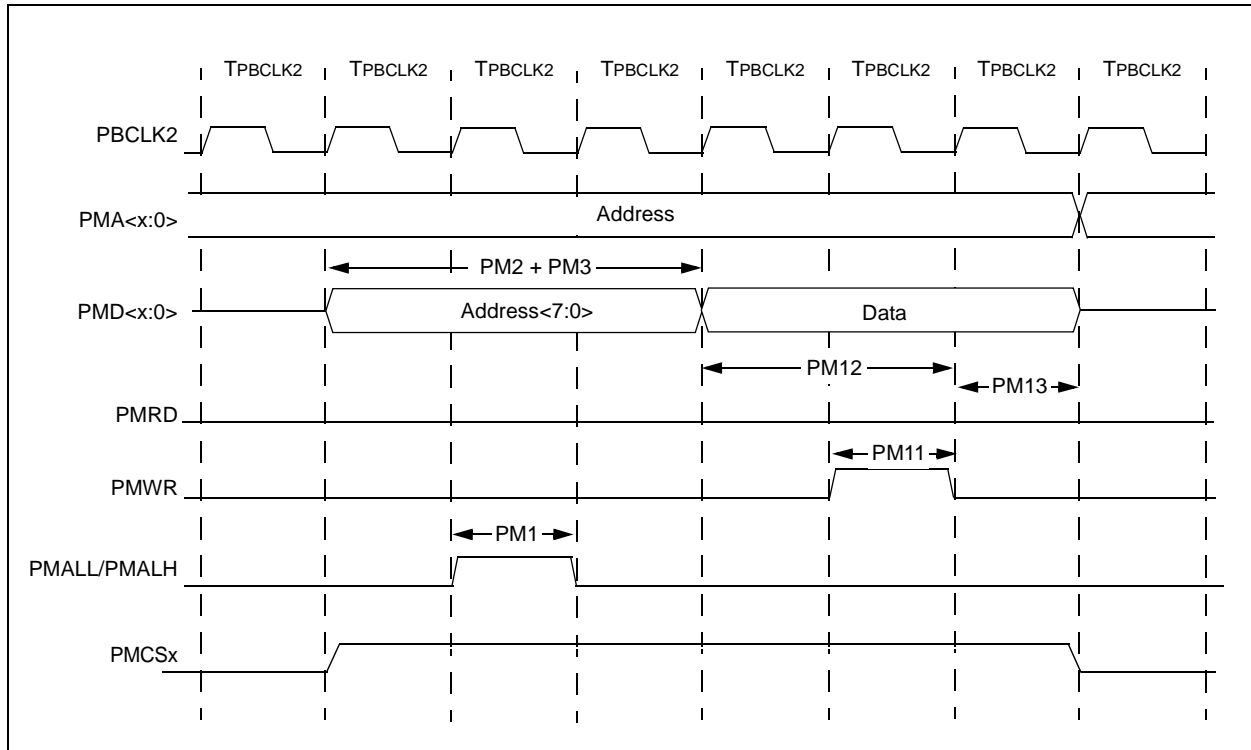 TPBCLK2 TPBCLK2 TPBCLK2 TPBCLK2 TPBCLK2 TPBCLK2 TPBCLK2 TPBCLK2
PBCLK2
PMA<x:0> Address
PM2 + PM3
PMD<x:0> Address<7:0> Data
PM12
PM13
PMRD
PM11
PMWR
PM1
PMALL/PMALH
PMCSx